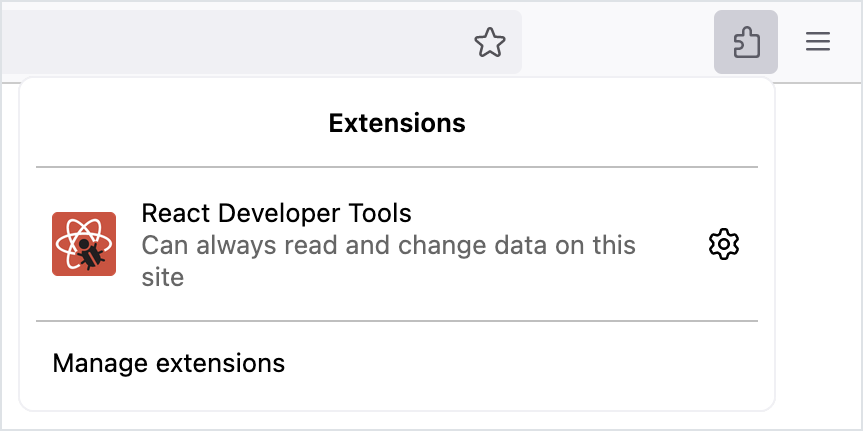 Extensions
React Developer Tools
Can always read and change data on this
site
Manage extensions